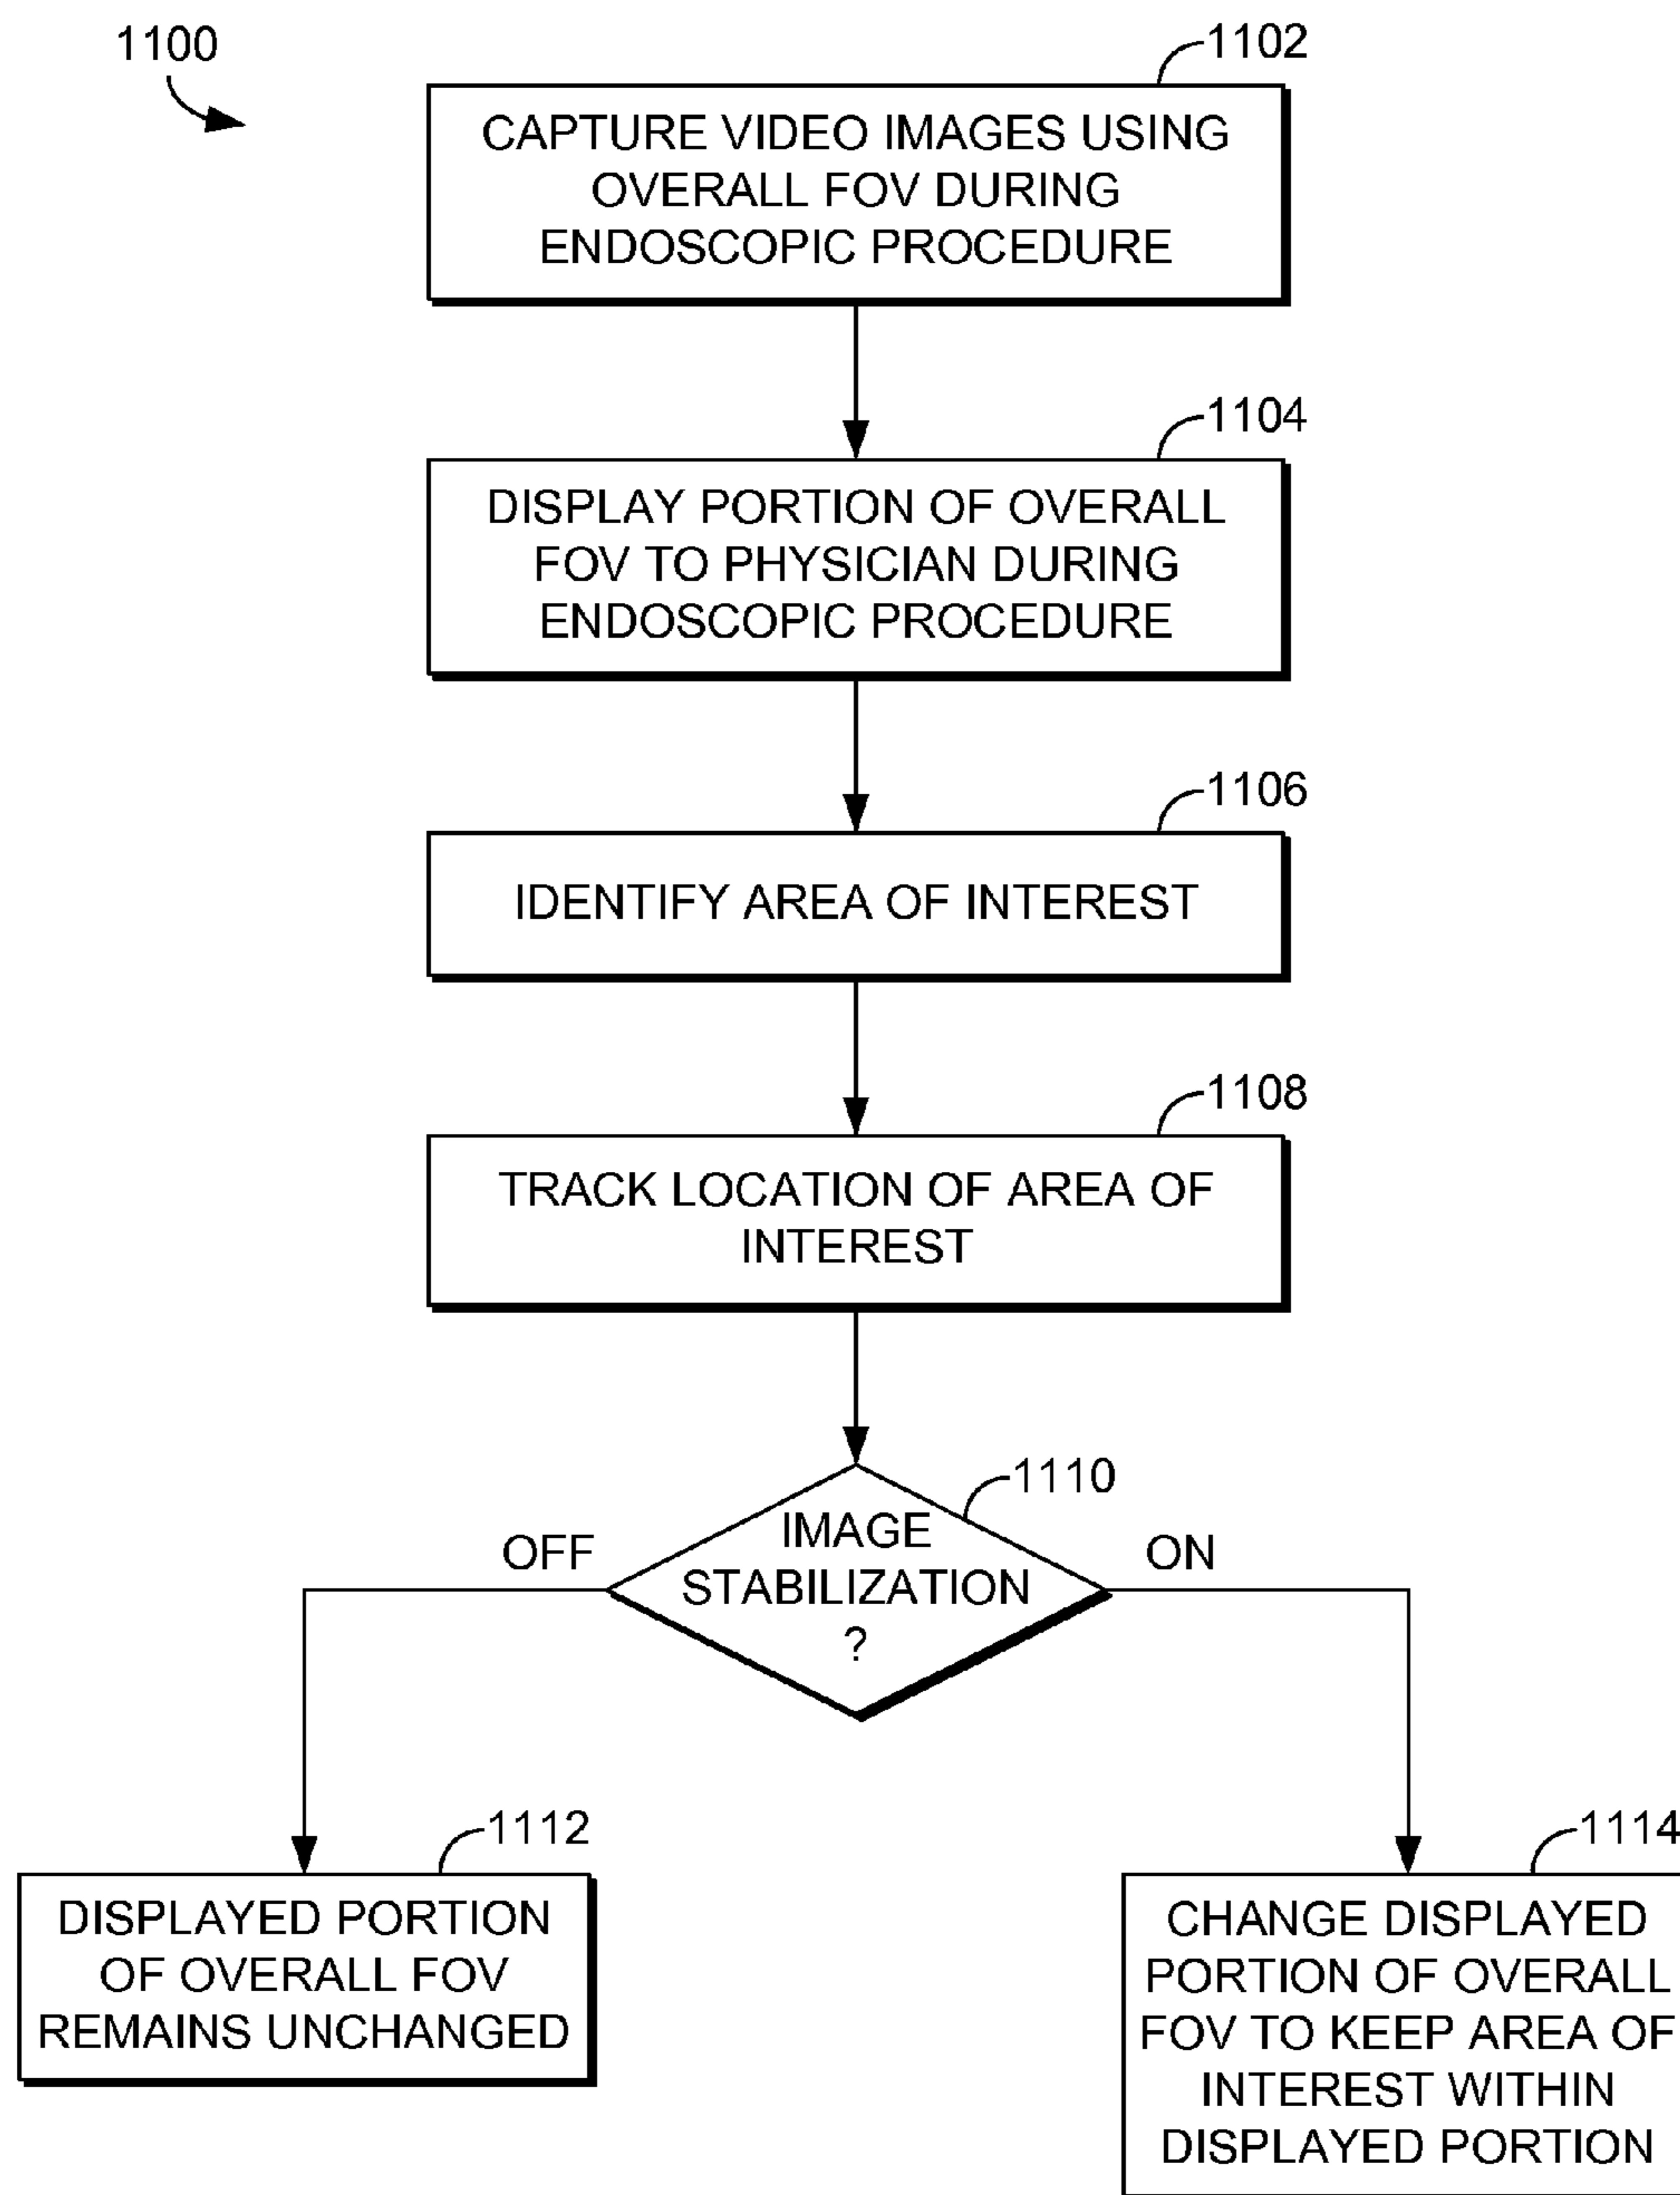 1100
1102
CAPTURE VIDEO IMAGES USING
OVERALL FOV DURING
ENDOSCOPIC PROCEDURE
1104
DISPLAY PORTION OF OVERALL
FOV TO PHYSICIAN DURING
ENDOSCOPIC PROCEDURE
1106
IDENTIFY AREA OF INTEREST
1108
TRACK LOCATION OF AREA OF
INTEREST
1110
IMAGE
STABILIZATION
?
OFF
ON
1112
DISPLAYED PORTION
OF OVERALL FOV
REMAINS UNCHANGED
1114
CHANGE DISPLAYED
PORTION OF OVERALL
FOV TO KEEP AREA OF
INTEREST WITHIN
DISPLAYED PORTION